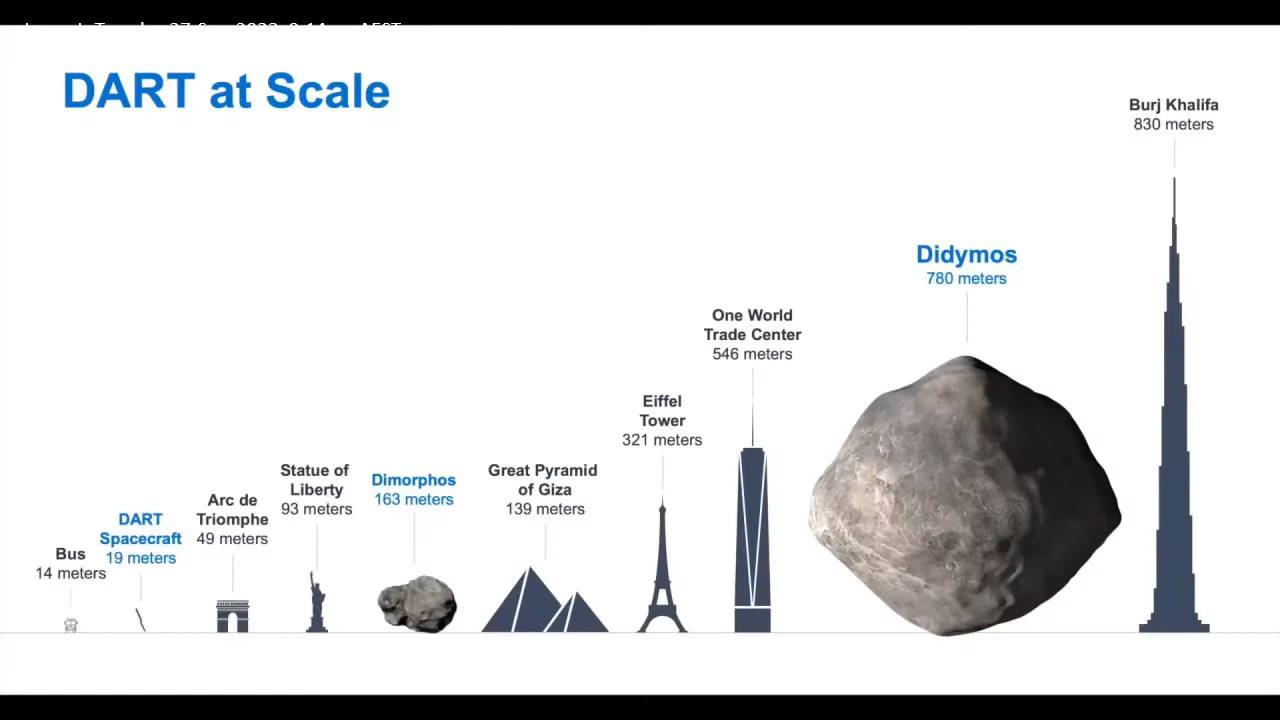 DART at Scale
Bus
14 meters
DART
Spacecraft
19 meters
Arc de
Triomphe
49 meters
Statue of
Liberty
93 meters
Dimorphos
163 meters
Great Pyramid
of Giza
139 meters
Eiffel
Tower
321 meters
One World
Trade Center
546 meters
Didymos
780 meters
Burj Khalifa
830 meters